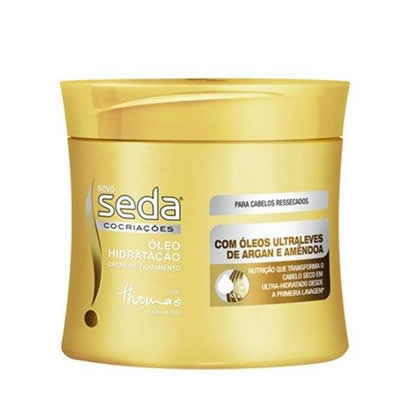 NOVO
seda
COCRIAÇÕES
ÓLEO
HIDRATAÇÃO
CREME DE TRATAMENTO
Thomas
PARA CABELOS RESSECADOS
COM ÓLEOS ULTRALEVES
DE ARGAN E AMÊNDOA
NUTRIÇÃO QUE TRANSFORMA O
CABELO SECO EM
ULTRA-HIDRATADO DESDE
A PRIMEIRA LAVAGEM*